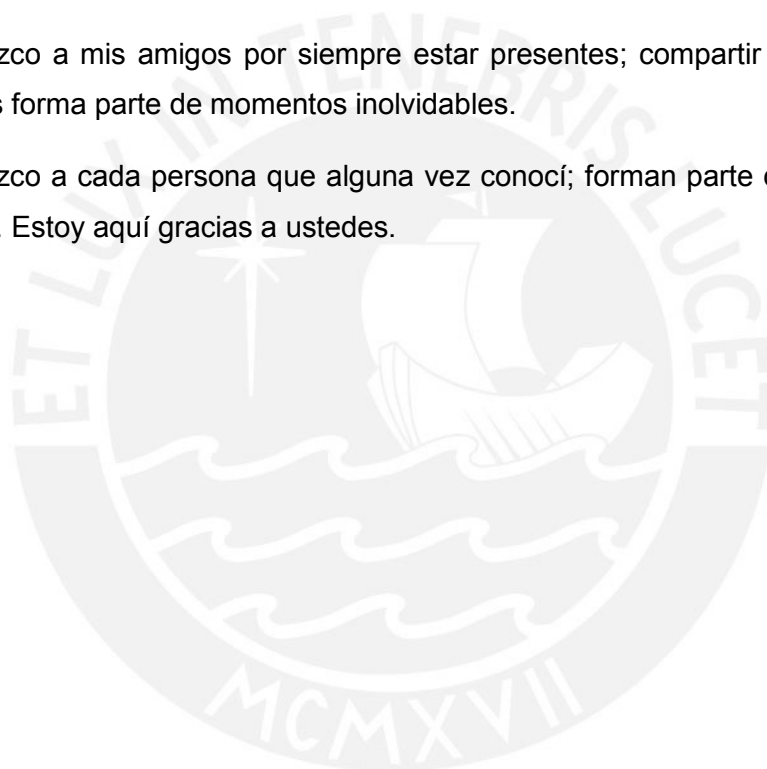 zco a mis amigos por siempre estar presentes; compartir
s forma parte de momentos inolvidables.
zco a cada persona que alguna vez conocí; forman parte
. Estoy aquí gracias a ustedes.
ET LUX IN TENEBRIS LUCET
MCMXVII